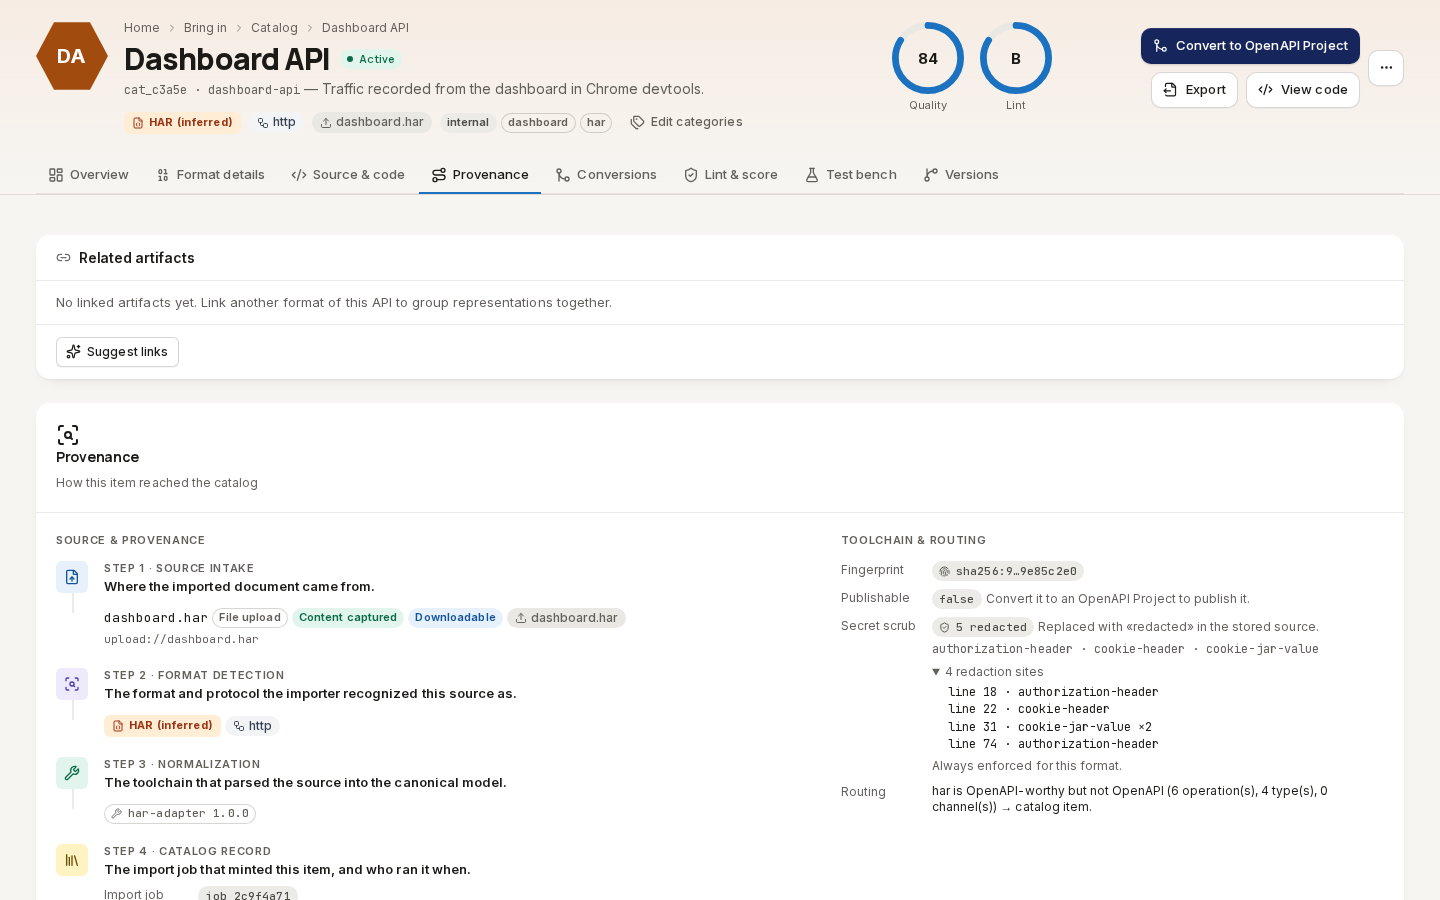 Home > Bring in > Catalog > Dashboard API
DA
Dashboard API
Active
cat_c3a5e · dashboard-api — Traffic recorded from the dashboard in Chrome devtools.
HAR (inferred) http dashboard.har internal dashboard har Edit categories
84
Quality
B
Lint
Convert to OpenAPI Project
Export
View code
Overview Format details Source & code Provenance Conversions Lint & score Test bench Versions
Related artifacts
No linked artifacts yet. Link another format of this API to group representations together.
Suggest links
Provenance
How this item reached the catalog
SOURCE & PROVENANCE
STEP 1 · SOURCE INTAKE
Where the imported document came from.
dashboard.har File upload Content captured Downloadable dashboard.har
upload://dashboard.har
STEP 2 · FORMAT DETECTION
The format and protocol the importer recognized this source as.
HAR (inferred) http
STEP 3 · NORMALIZATION
The toolchain that parsed the source into the canonical model.
har-adapter 1.0.0
STEP 4 · CATALOG RECORD
The import job that minted this item, and who ran it when.
Import job job 2c9f4a71
TOOLCHAIN & ROUTING
Fingerprint sha256:9…9e85c2e0
Publishable false Convert it to an OpenAPI Project to publish it.
Secret scrub 5 redacted Replaced with «redacted» in the stored source.
authorization-header · cookie-header · cookie-jar-value
▼ 4 redaction sites
line 18 · authorization-header
line 22 · cookie-header
line 31 · cookie-jar-value ×2
line 74 · authorization-header
Always enforced for this format.
Routing har is OpenAPI-worthy but not OpenAPI (6 operation(s), 4 type(s), 0
channel(s)) → catalog item.